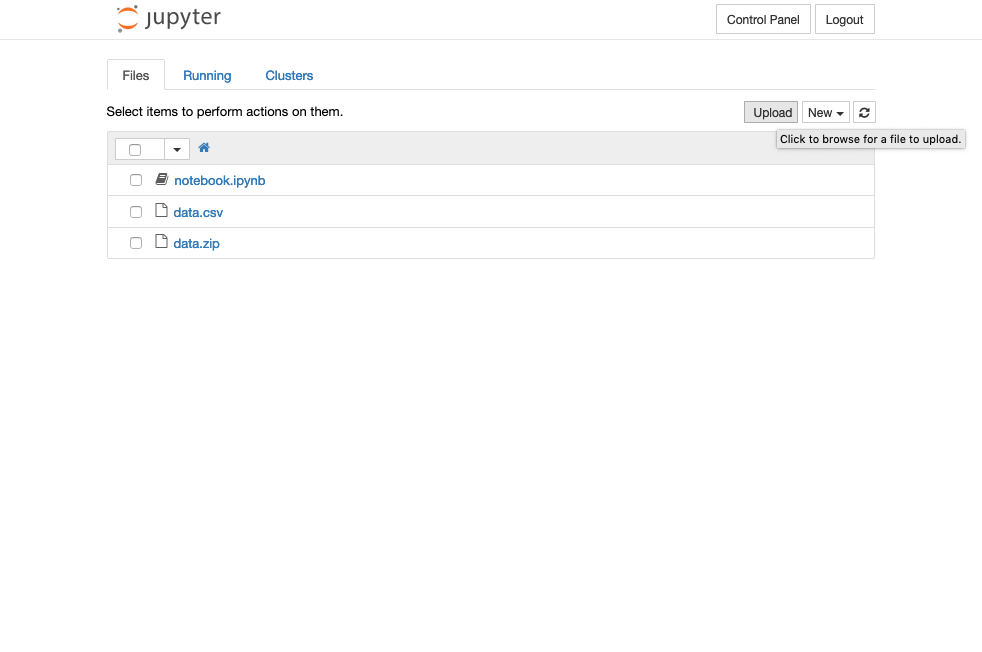 jupyter
Control Panel
Logout
Files
Running
Clusters
Select items to perform actions on them.
Upload
New
Click to browse for a file to upload.
notebook.ipynb
data.csv
data.zip